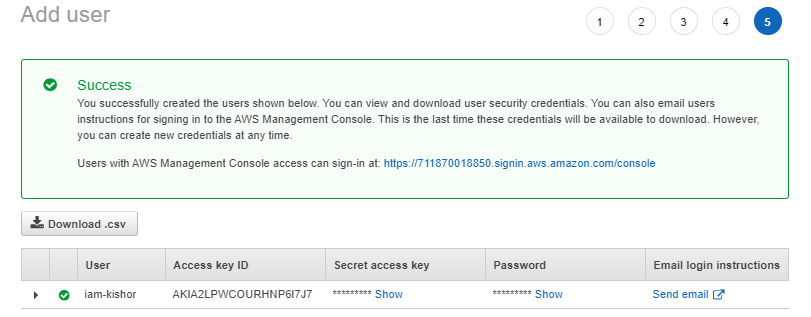 Add user
1 2 3 4 5
Success
You successfully created the users shown below. You can view and download user security credentials. You can also email users
instructions for signing in to the AWS Management Console. This is the last time these credentials will be available to download. However,
you can create new credentials at any time.
Users with AWS Management Console access can sign-in at: https://711870018850.signin.aws.amazon.com/console
Download .csv
User Access key ID Secret access key Password Email login instructions
iam-kishor AKIA2LPWCOURHNP6I7J7 ********* Show ********* Show Send email